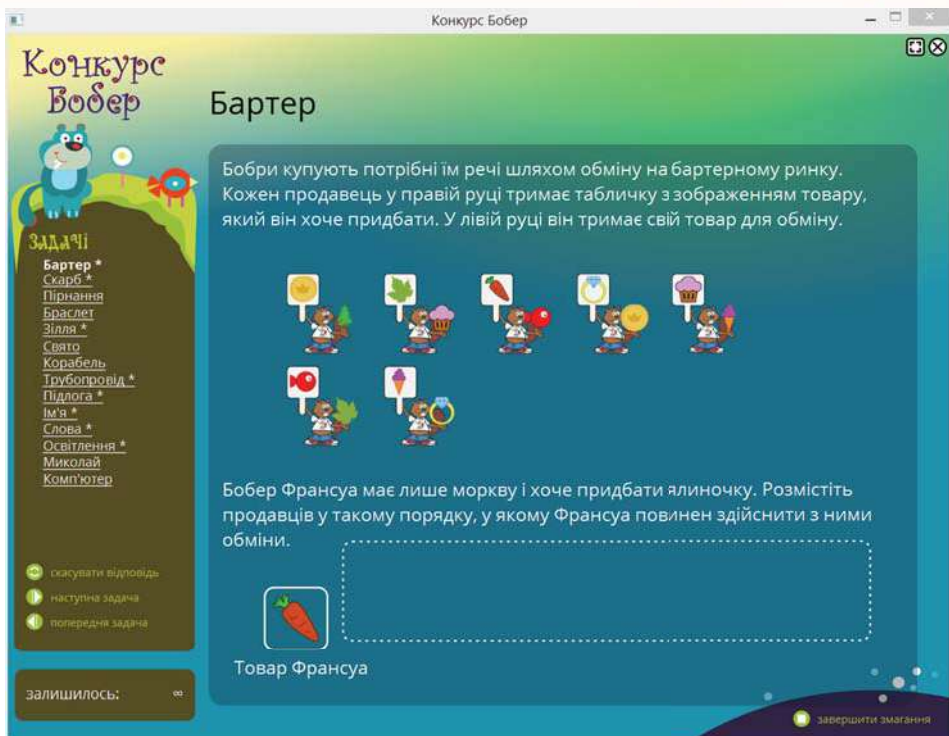 Конкурс Бобер
Конкурс
Бобер
Бартер
Бобри купують потрібні їм речі шляхом обміну на бартерному ринку.
Кожен продавець у правій руці тримає табличку з зображенням товару,
який він хоче придбати. У лівій руці він тримає свій товар для обміну.
ЗАДАЧІ
Бартер *
Скарб *
Пірнання
Браслет
Зілля *
Свято
Корабель
Трубопровід *
Підлога *
Ім'я *
Слова *
Освітлення *
Миколай
Комп'ютер
Бобер Франсуа має лише моркву і хоче придбати ялиночку. Розмістіть
продавців у такому порядку, у якому Франсуа повинен здійснити з ними
обміни.
Товар Франсуа
скасувати відповідь
наступна задача
попередня задача
залишилось: ∞
завершити змагання